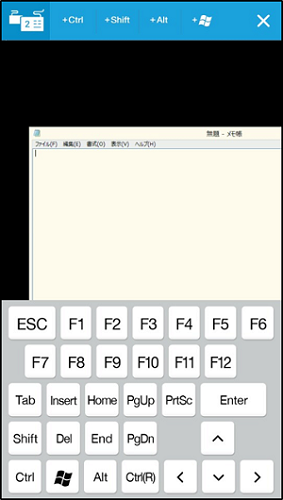 2 +Ctrl +Shift +Alt +
無題 - メモ帳
ファイル(F) 編集(E) 書式(O) 表示(V) ヘルプ(H)
ESC F1 F2 F3 F4 F5 F6
F7 F8 F9 F10 F11 F12
Tab Insert Home PgUp PrtSc Enter
Shift Del End PgDn
Ctrl Alt Ctrl(R)